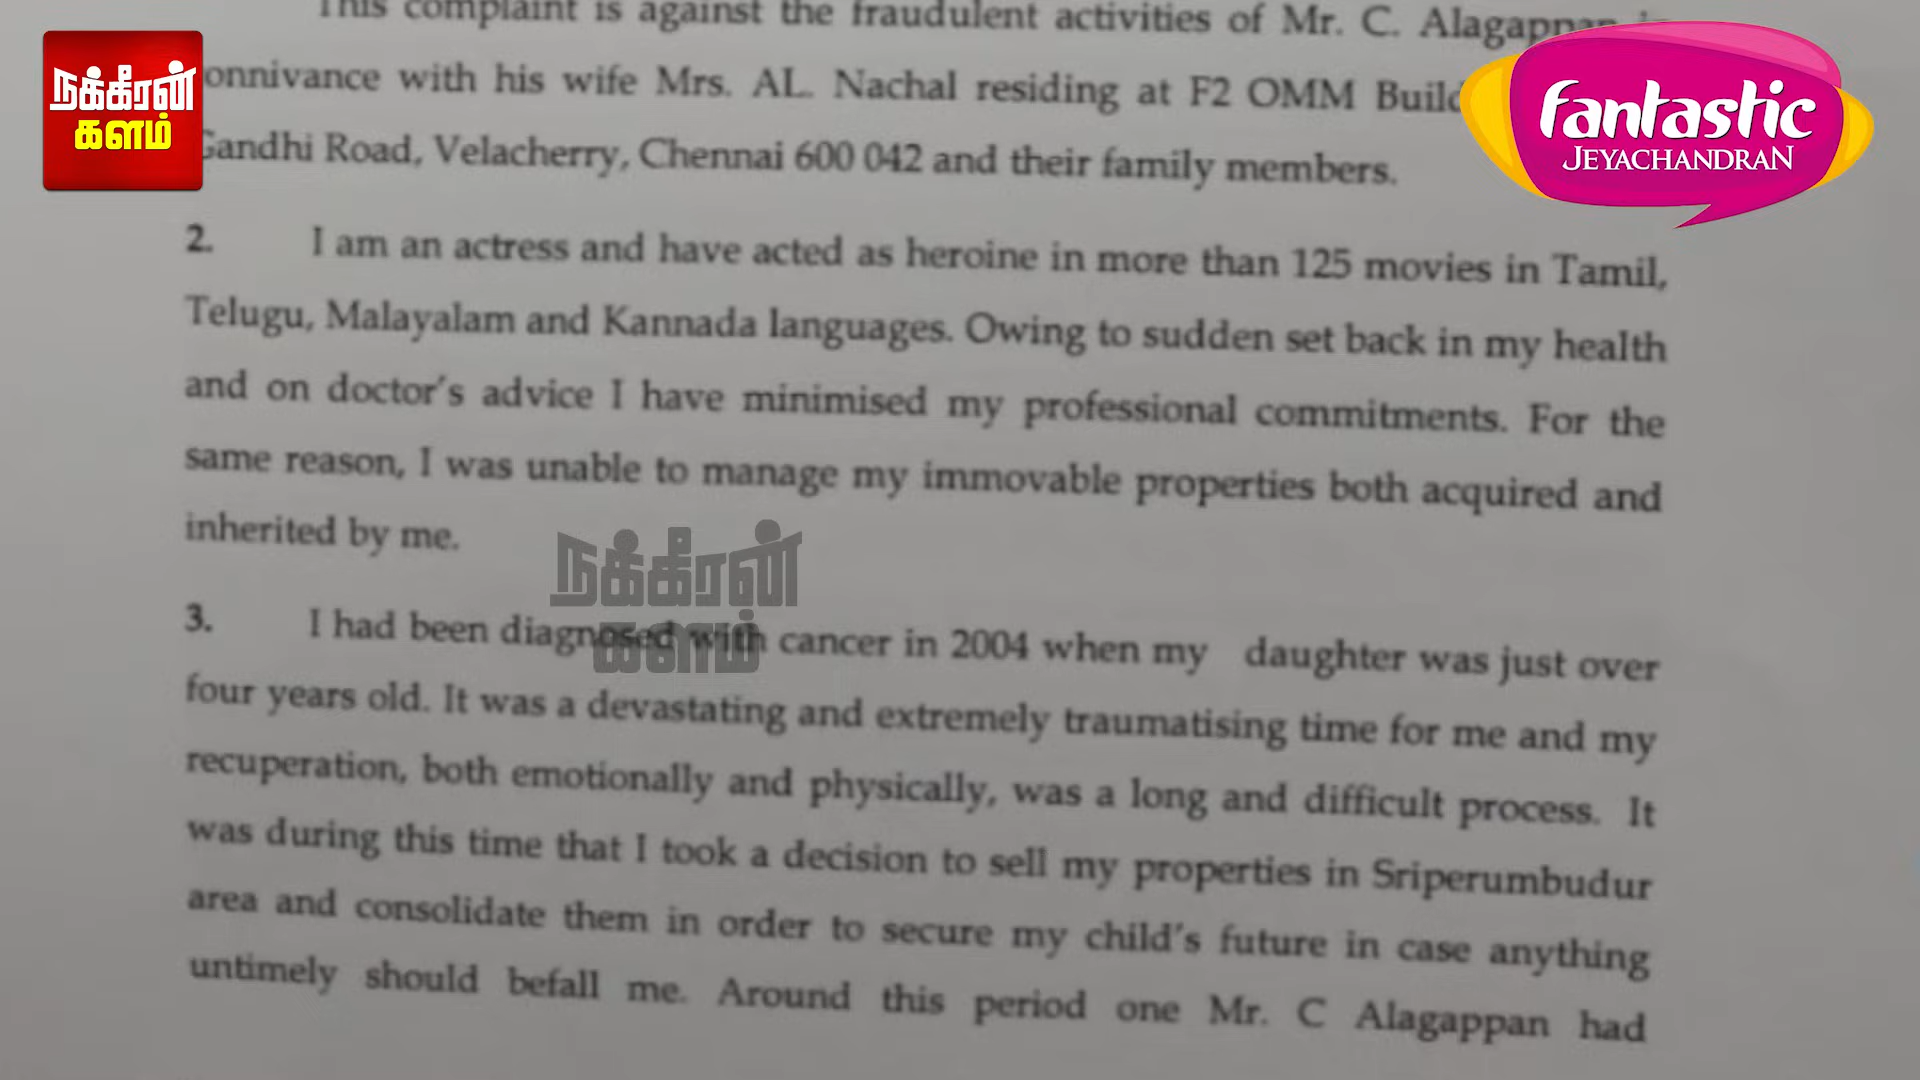 This complaint is against the fraudulent activities of Mr. C. Alagappan in
onnivance with his wife Mrs. AL. Nachal residing at F2 OMM Build
Gandhi Road, Velacherry, Chennai 600 042 and their family members.
நக்கீரன்
களம்
fantastic
JEYACHANDRAN
2. I am an actress and have acted as heroine in more than 125 movies in Tamil,
Telugu, Malayalam and Kannada languages. Owing to sudden set back in my health
and on doctor's advice I have minimised my professional commitments. For the
same reason, I was unable to manage my immovable properties both acquired and
inherited by me.
நக்கீரன்
களம்
3. I had been diagnosed with cancer in 2004 when my daughter was just over
four years old. It was a devastating and extremely traumatising time for me and my
recuperation, both emotionally and physically, was a long and difficult process. It
was during this time that I took a decision to sell my properties in Sriperumbudur
area and consolidate them in order to secure my child's future in case anything
untimely should befall me. Around this period one Mr. C Alagappan had